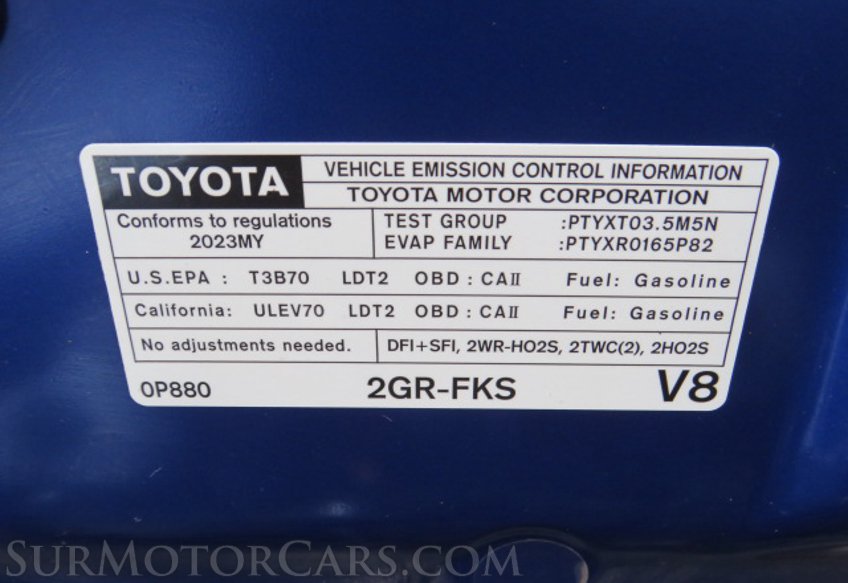 TOYOTA
VEHICLE EMISSION CONTROL INFORMATION
TOYOTA MOTOR CORPORATION
Conforms to regulations
2023MY
TEST GROUP :PTYXT03.5M5N
EVAP FAMILY :PTYXR0165P82
U.S.EPA : T3B70 LDT2 OBD : CAII Fuel: Gasoline
California: ULEV70 LDT2 OBD : CAII Fuel: Gasoline
No adjustments needed.
DFI+SFI, 2WR-HO2S, 2TWC(2), 2HO2S
0P880 2GR-FKS V8
SURMOTORCARS.COM